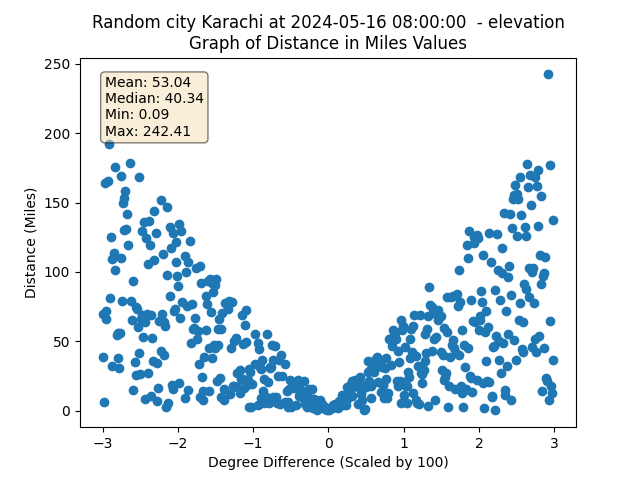 Random city Karachi at 2024-05-16 08:00:00  - elevation
Graph of Distance in Miles Values
Mean: 53.04
Median: 40.34
Min: 0.09
Max: 242.41
Distance (Miles)
250
200
150
100
50
0
−3 −2 −1 0 1 2 3
Degree Difference (Scaled by 100)